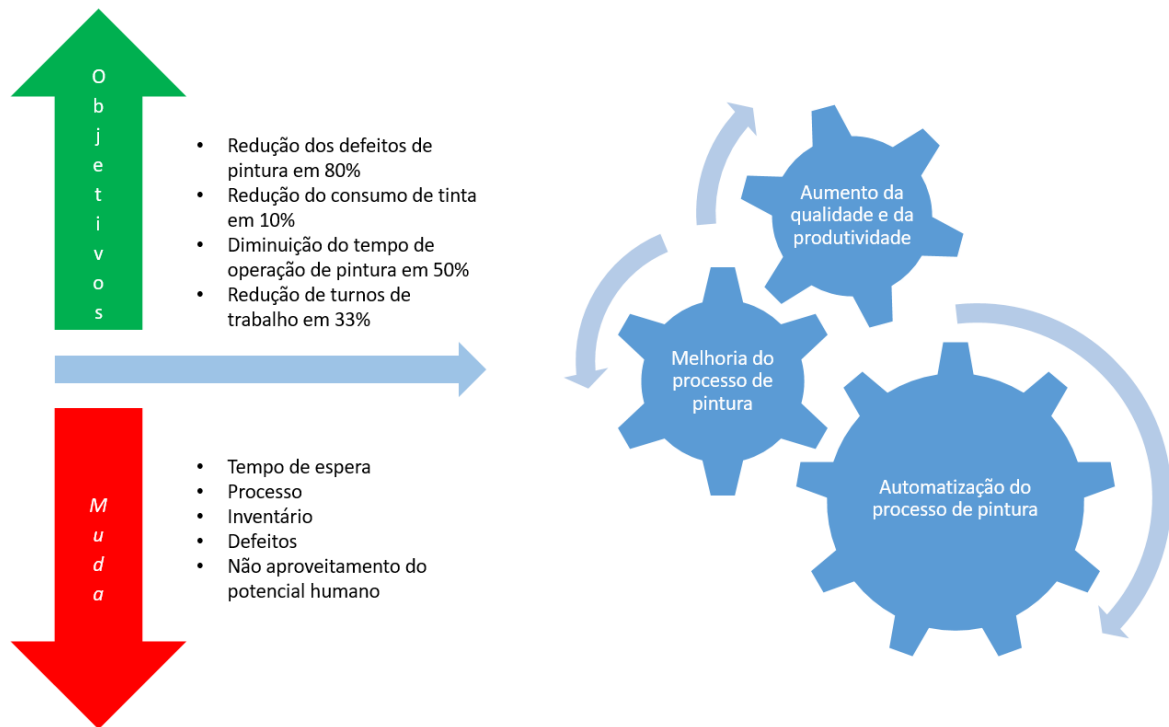 Objetivos
• Redução dos defeitos de
pintura em 80%
• Redução do consumo de tinta
em 10%
• Diminuição do tempo de
operação de pintura em 50%
• Redução de turnos de
trabalho em 33%
Muda
• Tempo de espera
• Processo
• Inventário
• Defeitos
• Não aproveitamento do
potencial humano
Aumento da
qualidade e da
produtividade
Melhoria do
processo de
pintura
Automatização do
processo de pintura